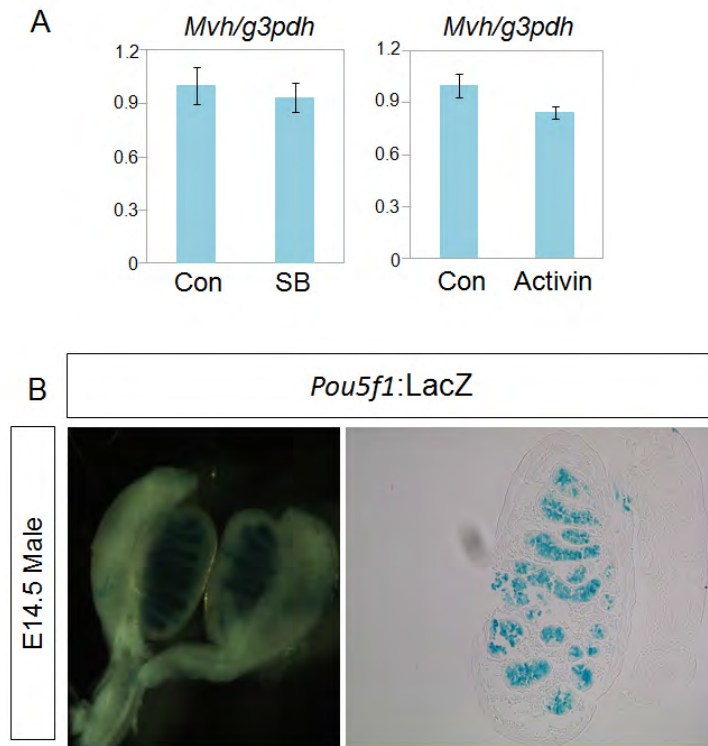 A
Mvh/g3pdh
1.2
0.9
0.6
0.3
0
Con SB
Mvh/g3pdh
1.2
0.9
0.6
0.3
0
Con Activin
B
Pou5f1:LacZ
E14.5 Male